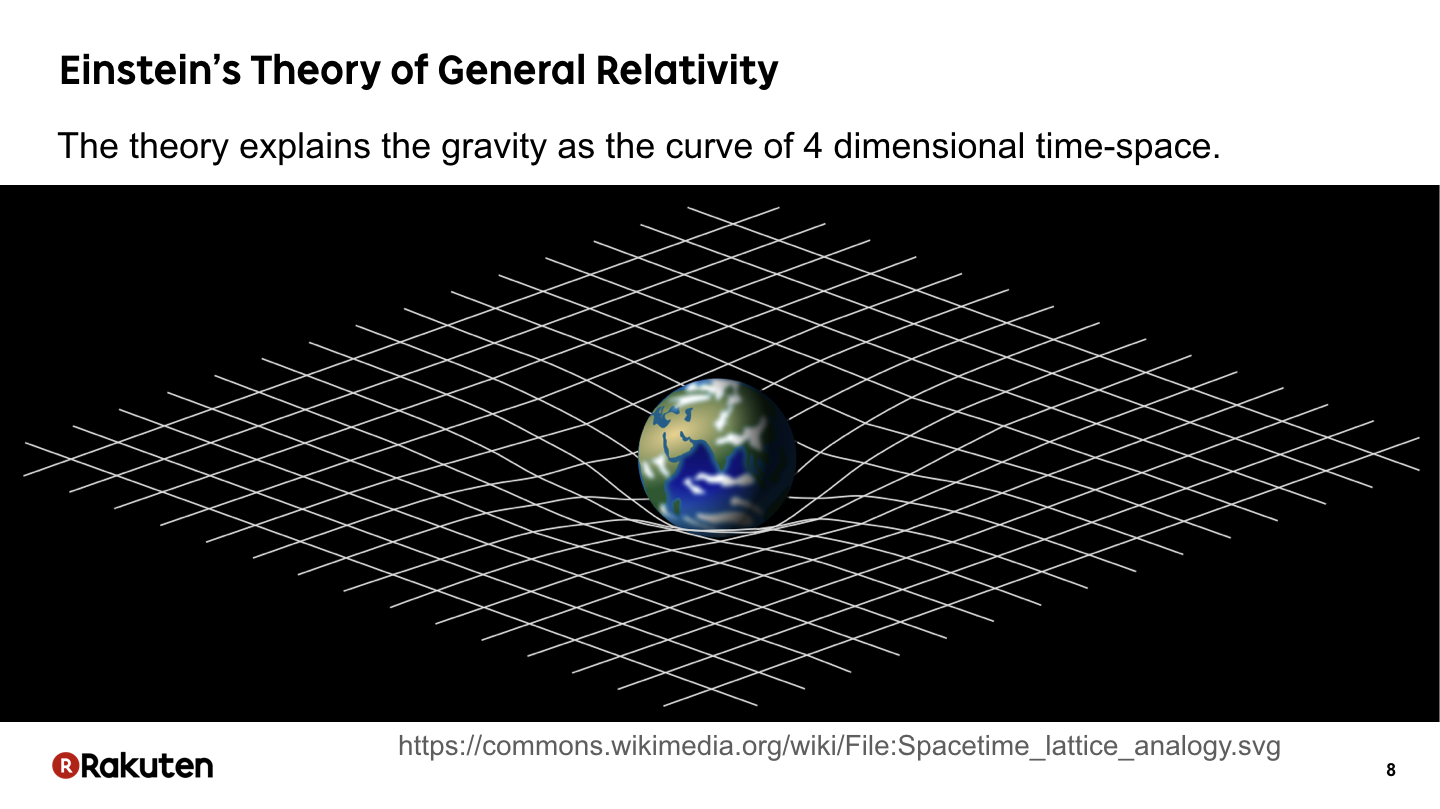 Einstein’s Theory of General Relativity
The theory explains the gravity as the curve of 4 dimensional time-space.
https://commons.wikimedia.org/wiki/File:Spacetime_lattice_analogy.svg
R Rakuten
8